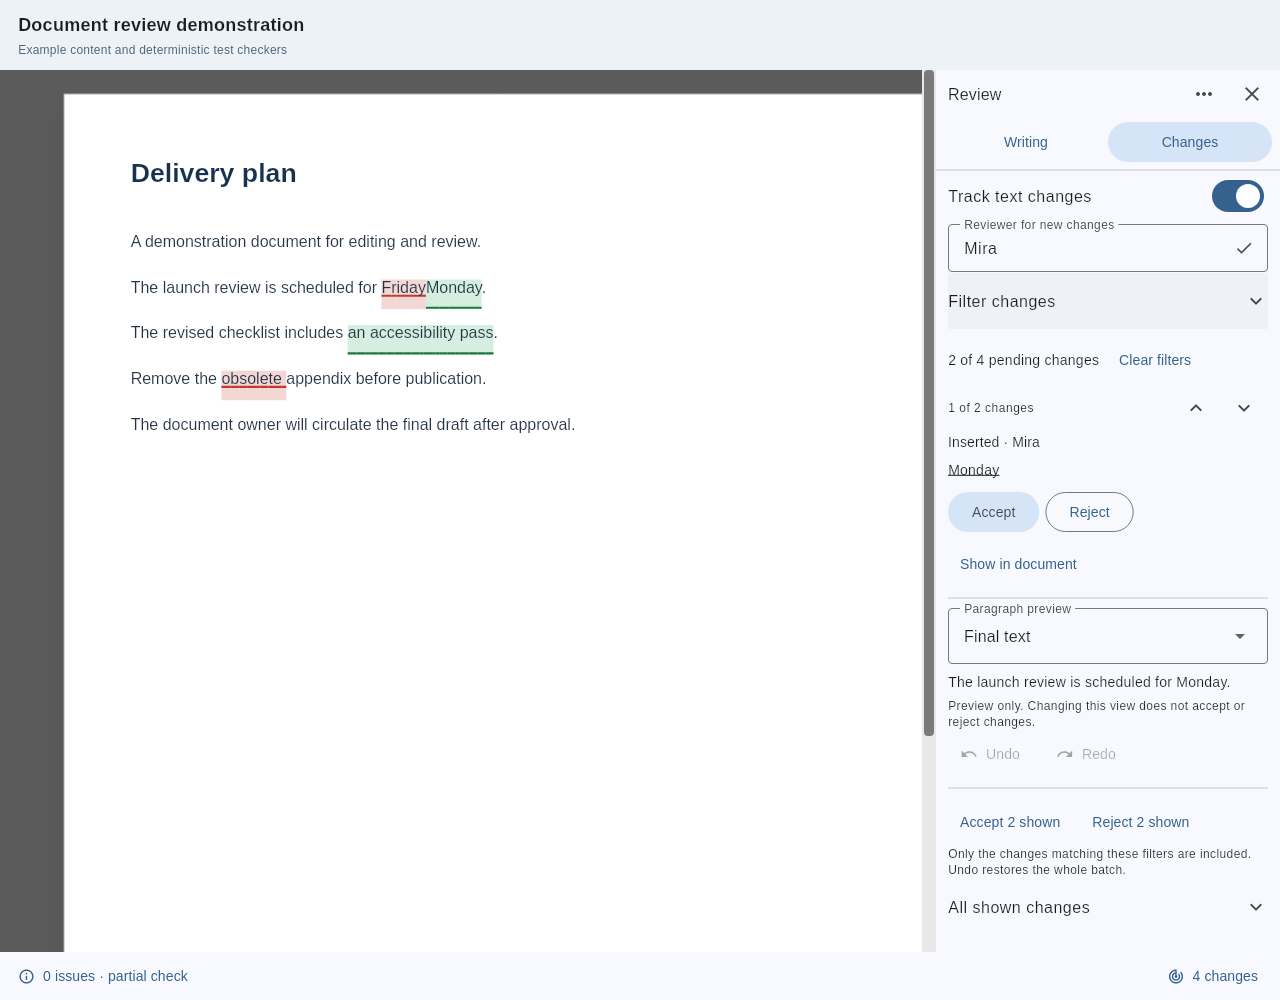 Document review demonstration
Example content and deterministic test checkers
Delivery plan
A demonstration document for editing and review.
The launch review is scheduled for FridayMonday.
The revised checklist includes an accessibility pass.
Remove the obsolete appendix before publication.
The document owner will circulate the final draft after approval.
Review
Writing
Changes
Track text changes
Reviewer for new changes
Mira
Filter changes
2 of 4 pending changes
Clear filters
1 of 2 changes
Inserted · Mira
Monday
Accept
Reject
Show in document
Paragraph preview
Final text
The launch review is scheduled for Monday.
Preview only. Changing this view does not accept or
reject changes.
Undo
Redo
Accept 2 shown
Reject 2 shown
Only the changes matching these filters are included.
Undo restores the whole batch.
All shown changes
0 issues · partial check
4 changes